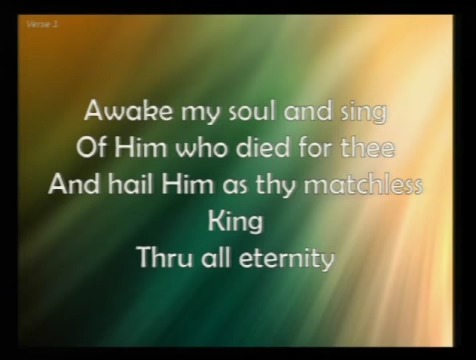 Verse 1
Awake my soul and sing
Of Him who died for thee
And hail Him as thy matchless
King
Thru all eternity